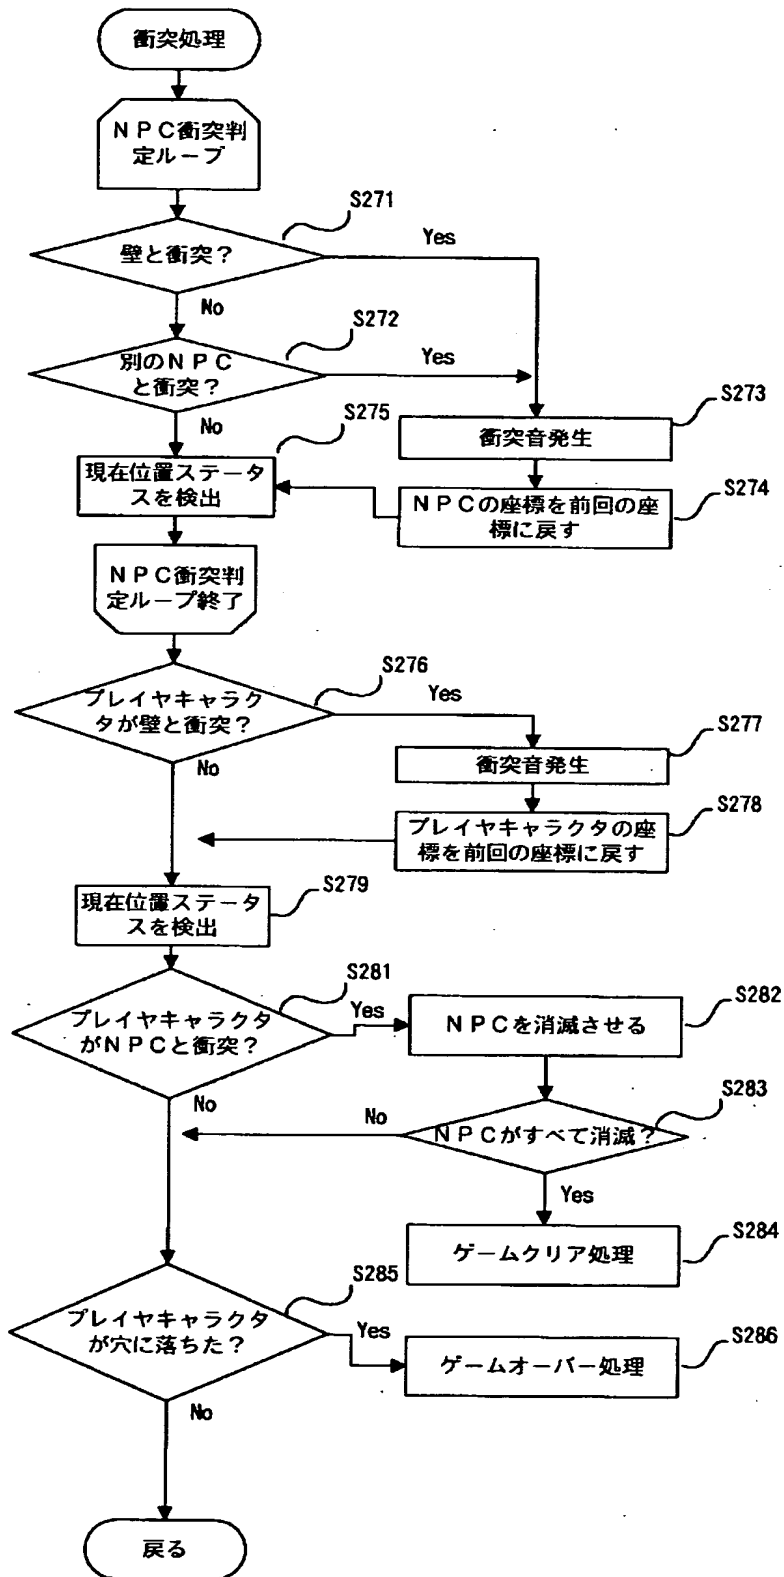 衝突処理
NPC衝突判
定ループ
S271
壁と衝突?
Yes
No
S272
別のNPC
と衝突?
Yes
No
S273
衝突音発生
S275
現在位置ステータ
スを検出
S274
NPCの座標を前回の座
標に戻す
NPC衝突判
定ループ終了
S276
プレイヤキャラク
タが壁と衝突?
Yes
No
S277
衝突音発生
S278
プレイヤキャラクタの座
標を前回の座標に戻す
S279
現在位置ステータ
スを検出
S281
プレイヤキャラクタ
がNPCと衝突?
Yes
No
S282
NPCを消滅させる
S283
NPCがすべて消滅?
No
Yes
S284
ゲームクリア処理
S285
プレイヤキャラクタ
が穴に落ちた?
Yes
No
S286
ゲームオーバー処理
戻る